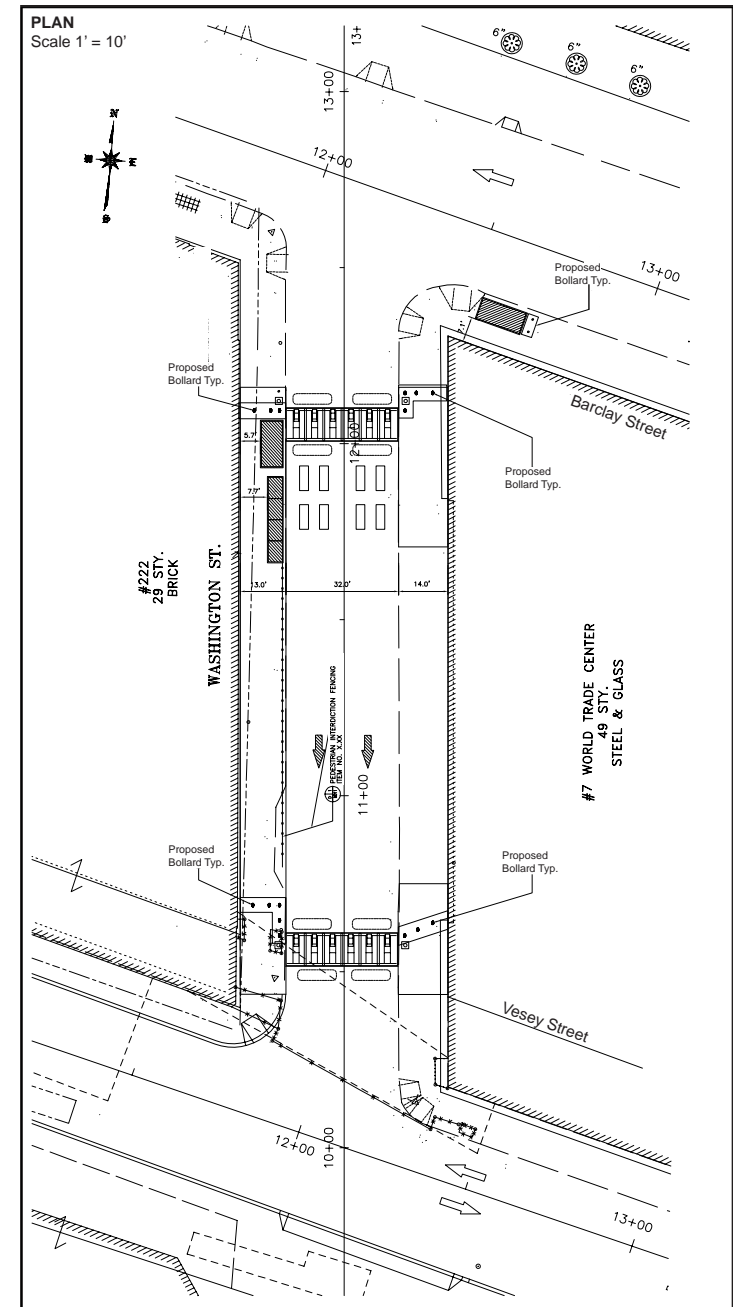 PLAN
Scale 1' = 10'
6"
6"
6"
13+
13+00
12+00
N
S
13+00
Proposed
Bollard Typ.
Proposed
Bollard Typ.
Barclay Street
12+00
5.7'
Proposed
Bollard Typ.
7.7'
#222
29 STY.
BRICK
WASHINGTON ST.
13.0'
32.0'
14.0'
#7 WORLD TRADE CENTER
49 STY.
STEEL & GLASS
PEDESTRIAN INTERDICTION FENCING
ITEM NO. X.XX
11+00
Proposed
Bollard Typ.
Proposed
Bollard Typ.
Vesey Street
12+00
10+00
13+00